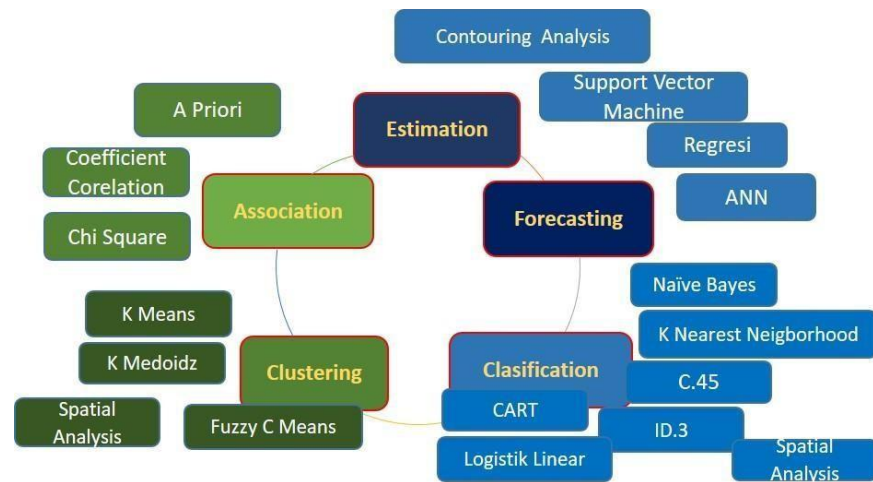 Contouring Analysis
Support Vector
Machine
A Priori
Estimation
Regresi
Coefficient
Corelation
Association
Forecasting
ANN
Chi Square
Naïve Bayes
K Means
K Nearest Neigborhood
K Medoidz
Clustering
Clasification
C.45
CART
Spatial
Analysis
Fuzzy C Means
ID.3
Logistik Linear
Spatial
Analysis